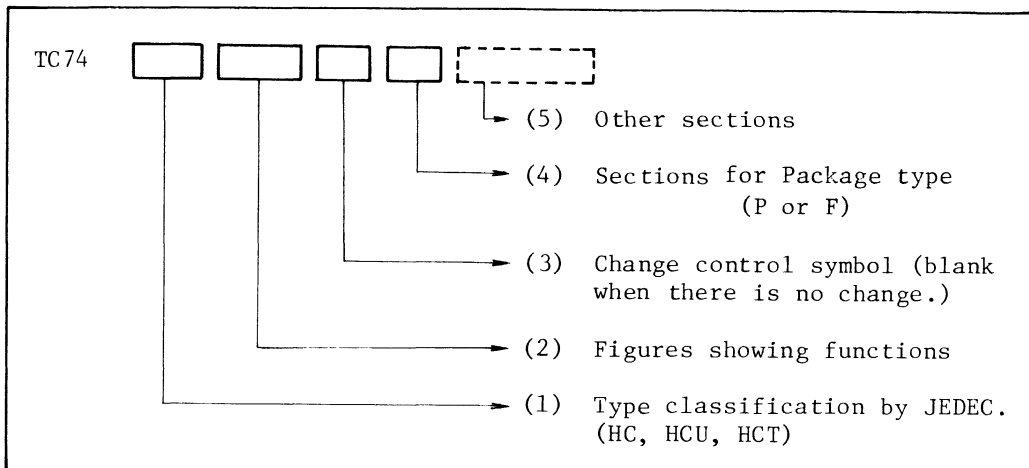 TC74
(5) Other sections
(4) Sections for Package type
(P or F)
(3) Change control symbol (blank
when there is no change.)
(2) Figures showing functions
(1) Type classification by JEDEC.
(HC, HCU, HCT)